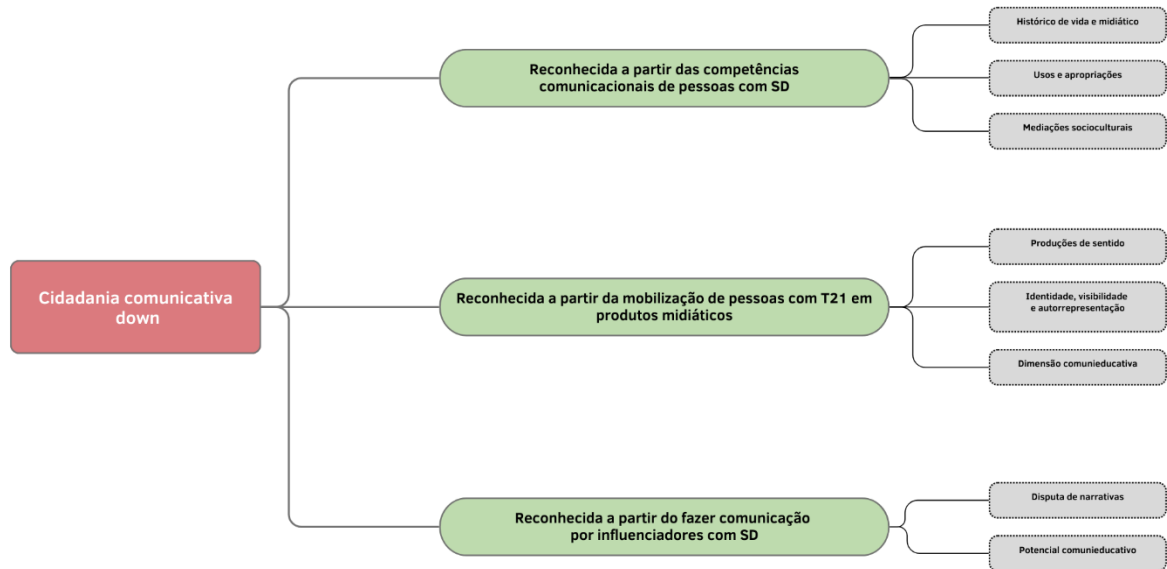 Cidadania comunicativa
down
Reconhecida a partir das competências
comunicacionais de pessoas com SD
Histórico de vida e midiático
Usos e apropriações
Mediações socioculturais
Reconhecida a partir da mobilização de pessoas com T21 em
produtos midiáticos
Produções de sentido
Identidade, visibilidade
e autorrepresentação
Dimensão comunieducativa
Reconhecida a partir do fazer comunicação
por influenciadores com SD
Disputa de narrativas
Potencial comunieducativo